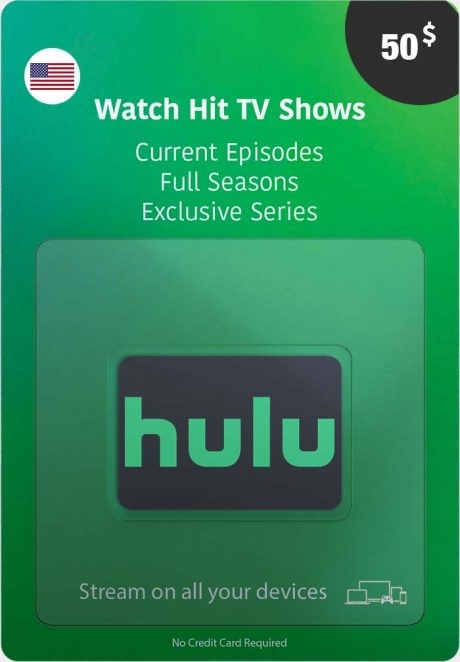 50$
Watch Hit TV Shows
Current Episodes
Full Seasons
Exclusive Series
hulu
Stream on all your devices
No Credit Card Required